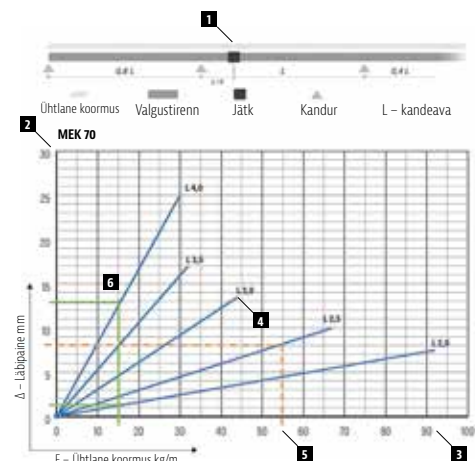 1
0,8 L
L
0,4 L
Ühtlane koormus Valgustirenn Jätk Kandur L – kandeava
2
MEK 70
30
25
20
15
10
5
0
L 4,0
L 3,5
L 3,0
L 2,5
L 2,0
6
4
Δ – Läbipaine mm
0 10 20 30 40 50 60 70 80 90 100
5
3
F – Ühtlane koormus kg/m